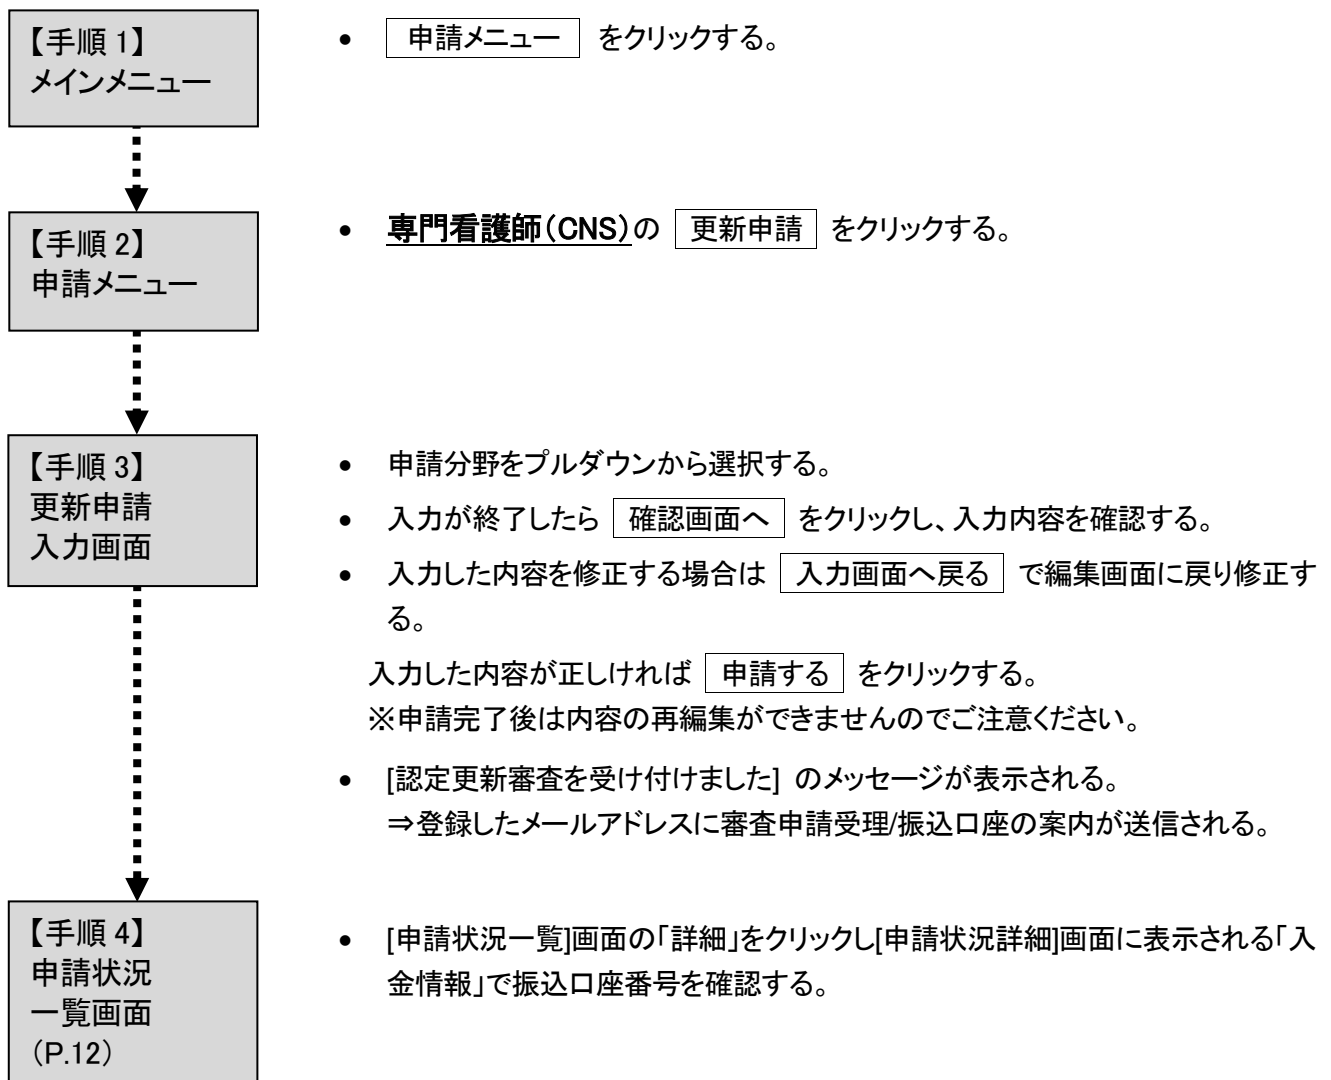 【手順 1】
メインメニュー
• 申請メニュー をクリックする。
【手順 2】
申請メニュー
• 専門看護師（CNS）の 更新申請 をクリックする。
【手順 3】
更新申請
入力画面
• 申請分野をプルダウンから選択する。
• 入力が終了したら 確認画面へ をクリックし、入力内容を確認する。
• 入力した内容を修正する場合は 入力画面へ戻る で編集画面に戻り修正す
る。
入力した内容が正しければ 申請する をクリックする。
※申請完了後は内容の再編集ができませんのでご注意ください。
• [認定更新審査を受け付けました] のメッセージが表示される。
⇒登録したメールアドレスに審査申請受理/振込口座の案内が送信される。
【手順 4】
申請状況
一覧画面
（P.12）
• [申請状況一覧]画面の「詳細」をクリックし[申請状況詳細]画面に表示される「入
金情報」で振込口座番号を確認する。